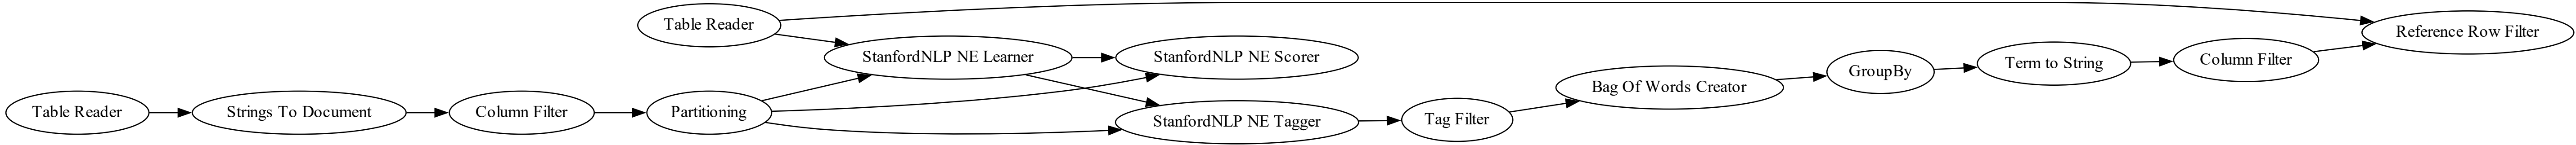 Table Reader
Strings To Document
Column Filter
Partitioning
Table Reader
StanfordNLP NE Learner
StanfordNLP NE Scorer
StanfordNLP NE Tagger
Tag Filter
Bag Of Words Creator
GroupBy
Term to String
Column Filter
Reference Row Filter